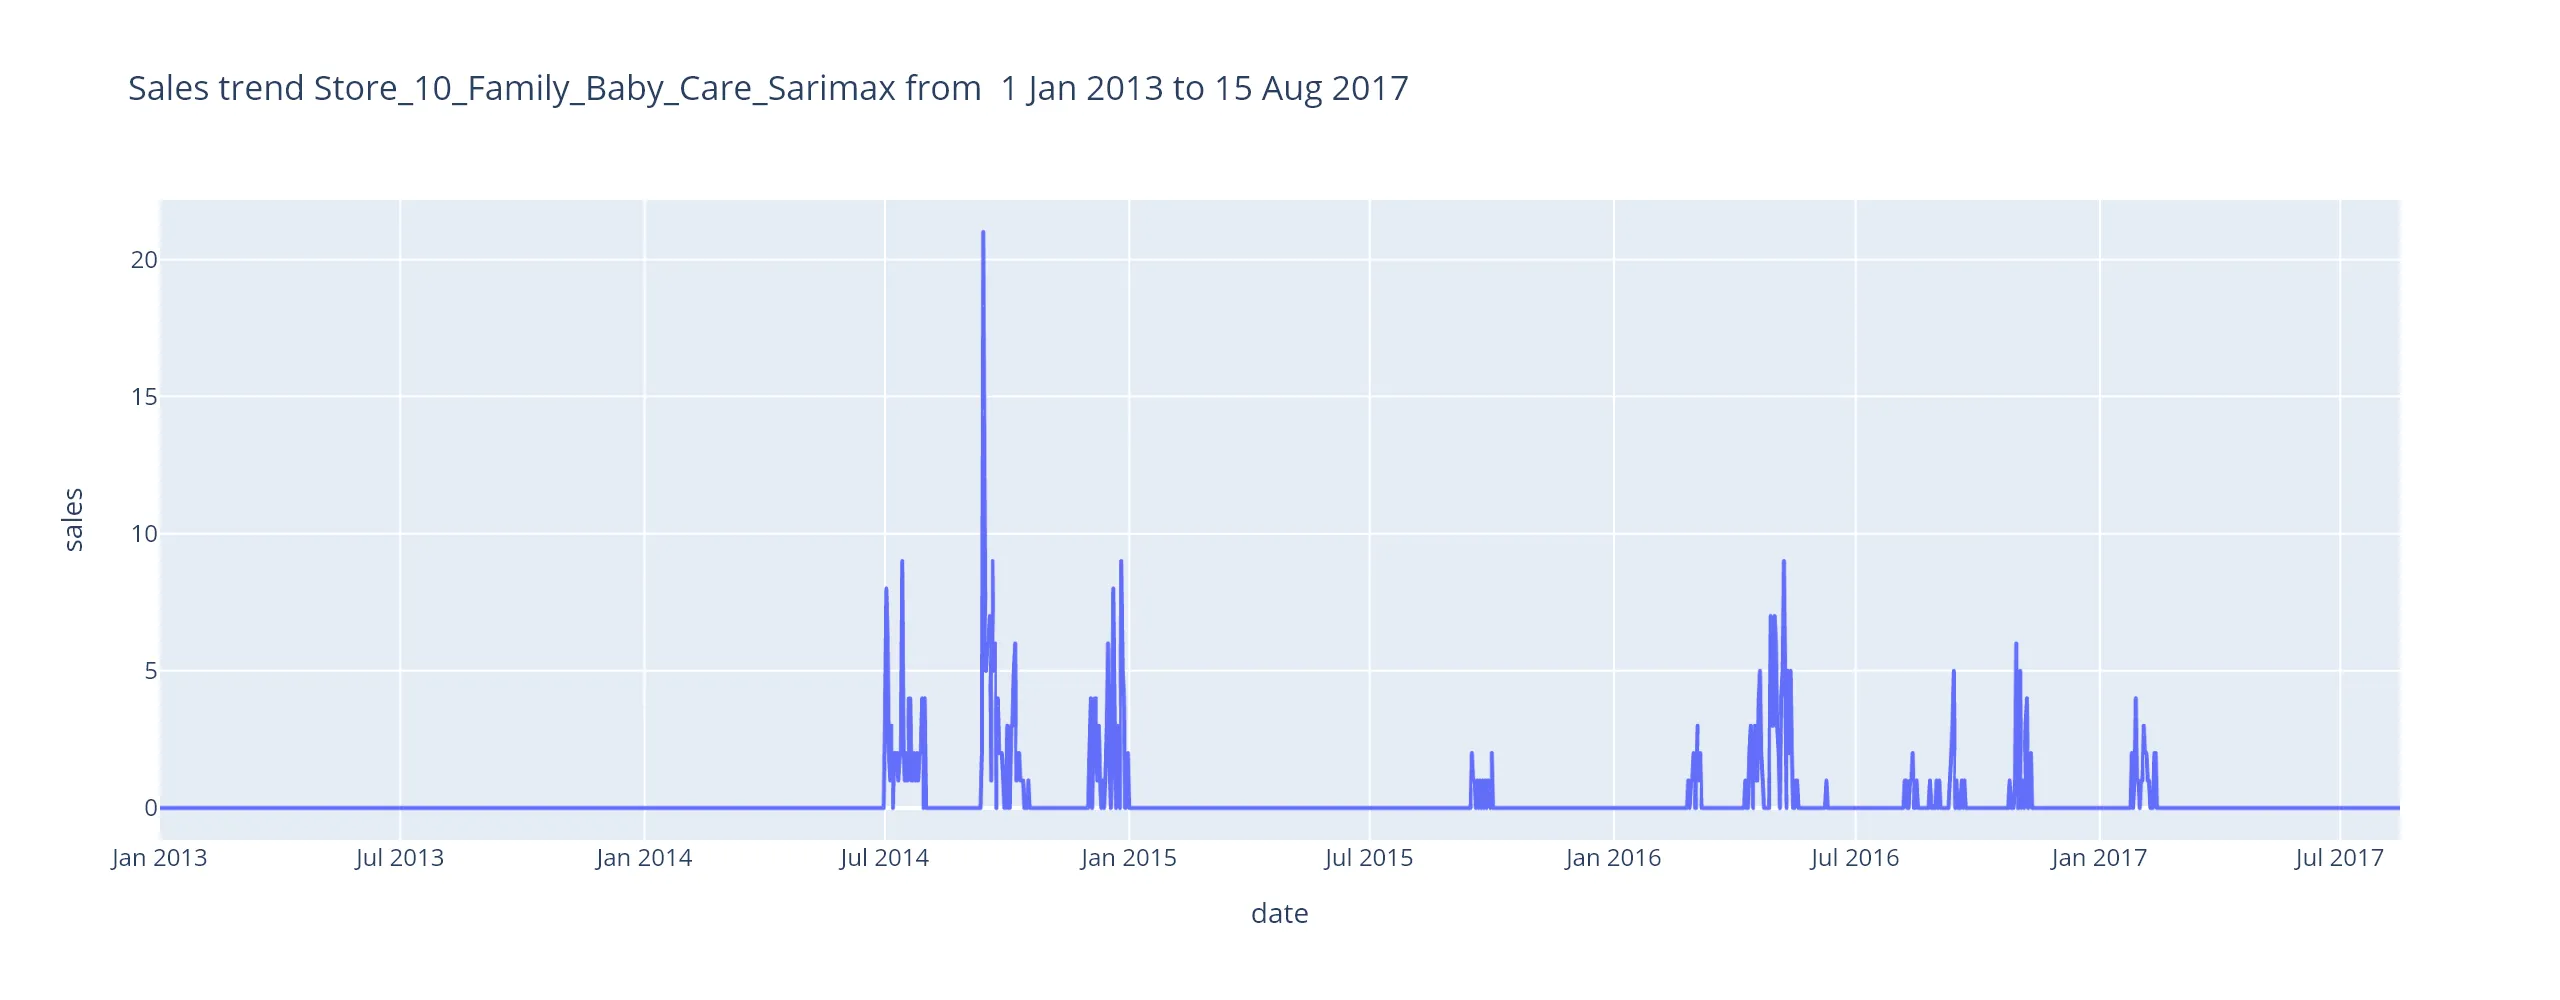 Sales trend Store_10_Family_Baby_Care_Sarimax from  1 Jan 2013 to 15 Aug 2017
20
15
10
5
0
sales
Jan 2013 Jul 2013 Jan 2014 Jul 2014 Jan 2015 Jul 2015 Jan 2016 Jul 2016 Jan 2017 Jul 2017
date